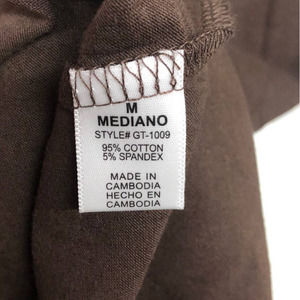 M
MEDIANO
STYLE# GT-1009
95% COTTON
5% SPANDEX
MADE IN
CAMBODIA
HECHO EN
CAMBODIA